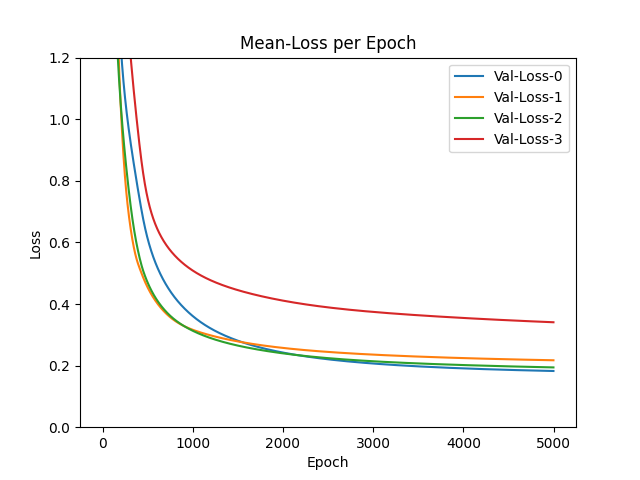 Mean-Loss per Epoch
1.2
1.0
0.8
0.6
0.4
0.2
0.0
Loss
Val-Loss-0
Val-Loss-1
Val-Loss-2
Val-Loss-3
0 1000 2000 3000 4000 5000
Epoch